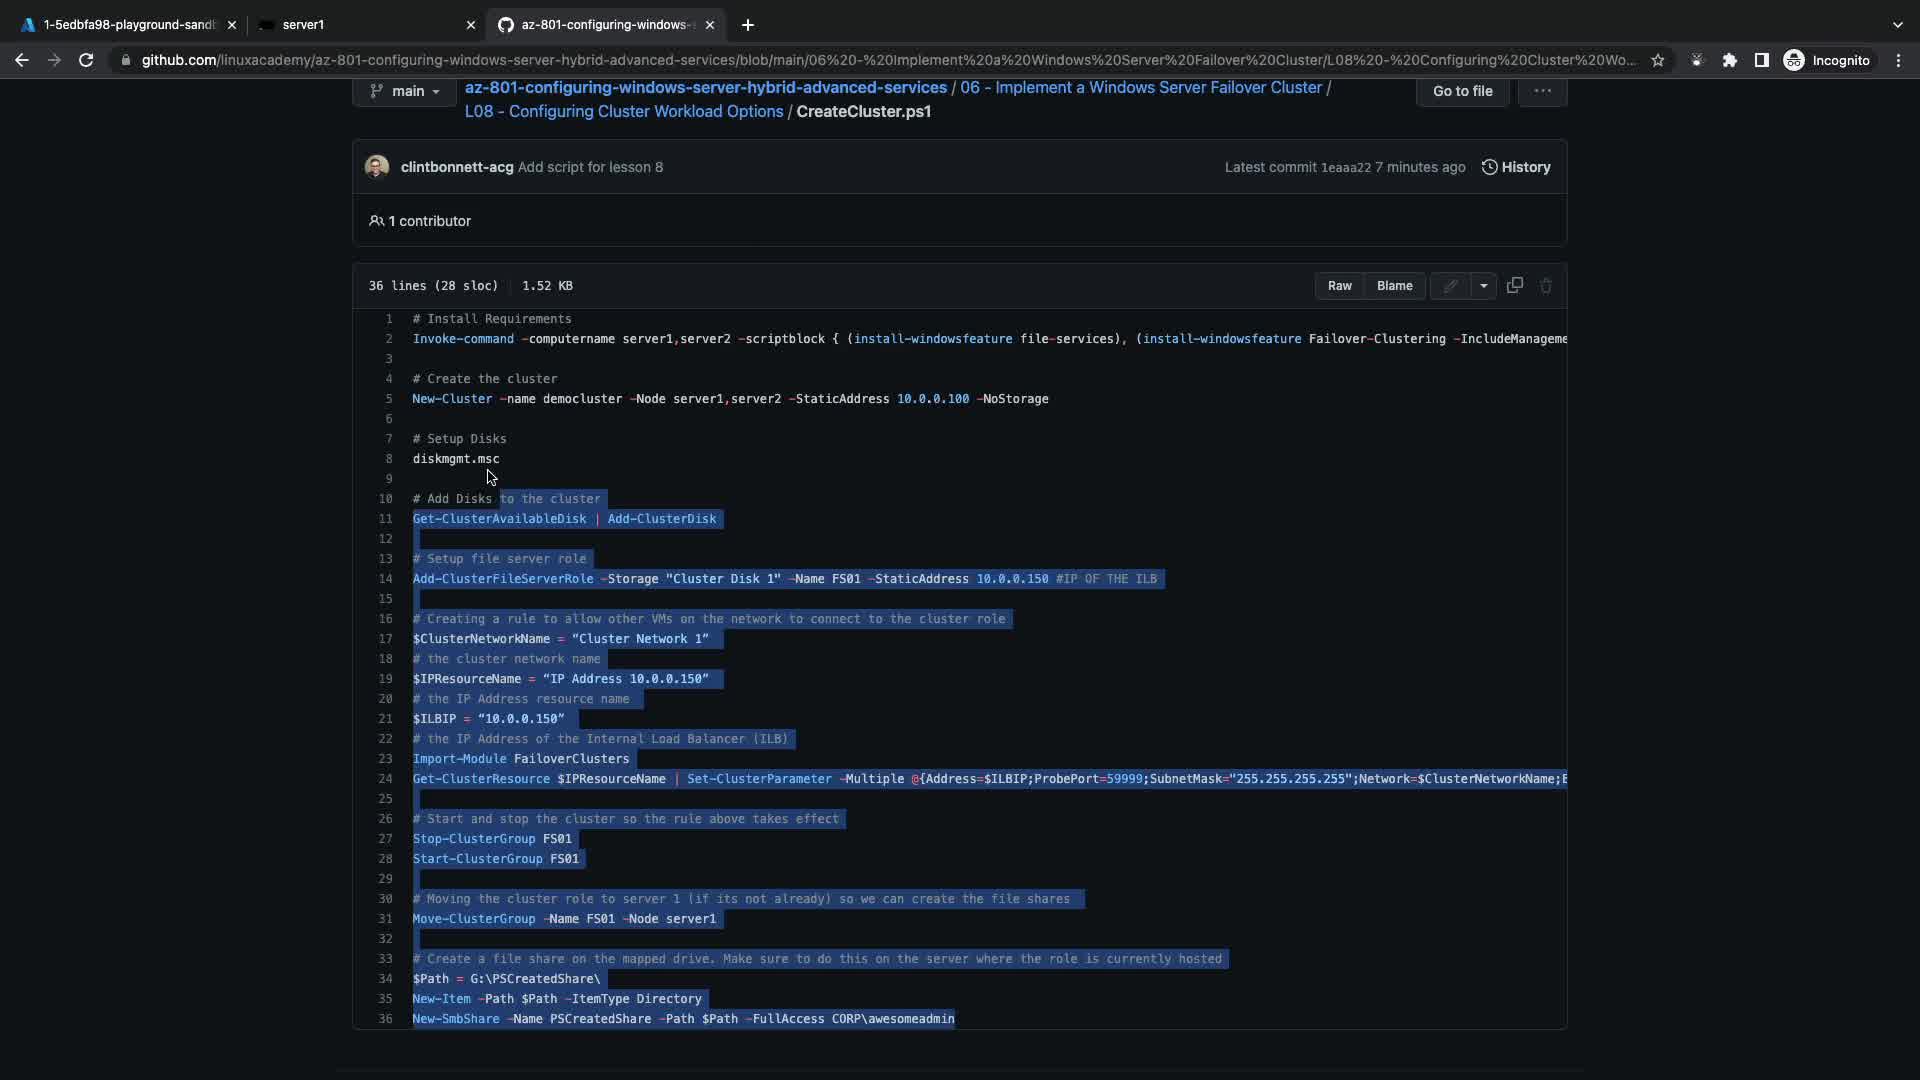 1-5edbfa98-playground-sandl
server1
az-801-configuring-windows-s
github.com/linuxacademy/az-801-configuring-windows-server-hybrid-advanced-services/blob/main/06%20-%20Implement%20a%20Windows%20Server%20Failover%20Cluster/L08%20-%20Configuring%20Cluster%20Wo...
Incognito
main
az-801-configuring-windows-server-hybrid-advanced-services / 06 - Implement a Windows Server Failover Cluster /
L08 - Configuring Cluster Workload Options / CreateCluster.ps1
Go to file
...
clintbonnett-acg Add script for lesson 8
Latest commit 1eaaa22 7 minutes ago
History
1 contributor
36 lines (28 sloc) 1.52 KB
Raw
Blame
1 # Install Requirements
2 Invoke-command -computername server1,server2 -scriptblock { (install-windowsfeature file-services), (install-windowsfeature Failover-Clustering -IncludeManageme
3
4 # Create the cluster
5 New-Cluster -name democluster -Node server1,server2 -StaticAddress 10.0.0.100 -NoStorage
6
7 # Setup Disks
8 diskmgmt.msc
9
10 # Add Disks to the cluster
11 Get-ClusterAvailableDisk | Add-ClusterDisk
12
13 # Setup file server role
14 Add-ClusterFileServerRole -Storage "Cluster Disk 1" -Name FS01 -StaticAddress 10.0.0.150 #IP OF THE ILB
15
16 # Creating a rule to allow other VMs on the network to connect to the cluster role
17 $ClusterNetworkName = “Cluster Network 1”
18 # the cluster network name
19 $IPResourceName = “IP Address 10.0.0.150”
20 # the IP Address resource name
21 $ILBIP = “10.0.0.150”
22 # the IP Address of the Internal Load Balancer (ILB)
23 Import-Module FailoverClusters
24 Get-ClusterResource $IPResourceName | Set-ClusterParameter -Multiple @{Address=$ILBIP;ProbePort=59999;SubnetMask="255.255.255.255";Network=$ClusterNetworkName;E
25
26 # Start and stop the cluster so the rule above takes effect
27 Stop-ClusterGroup FS01
28 Start-ClusterGroup FS01
29
30 # Moving the cluster role to server 1 (if its not already) so we can create the file shares
31 Move-ClusterGroup -Name FS01 -Node server1
32
33 # Create a file share on the mapped drive. Make sure to do this on the server where the role is currently hosted
34 $Path = G:\PSCreatedShare\
35 New-Item -Path $Path -ItemType Directory
36 New-SmbShare -Name PSCreatedShare -Path $Path -FullAccess CORP\awesomeadmin